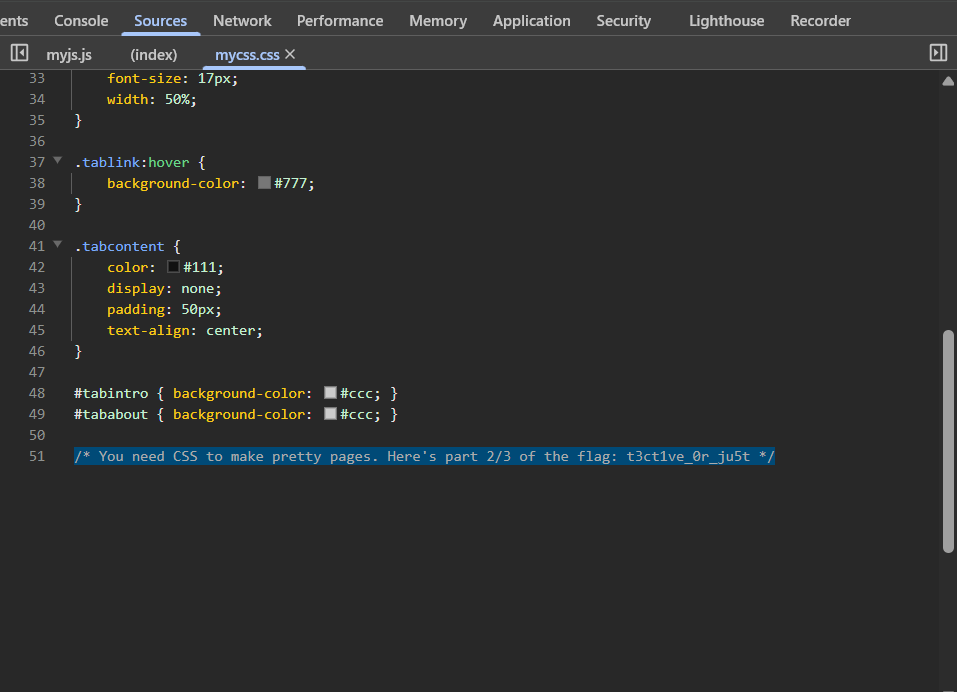 ents Console Sources Network Performance Memory Application Security Lighthouse Recorder
myjs.js (index) mycss.css ×
33 font-size: 17px;
34 width: 50%;
35 }
36
37 .tablink:hover {
38 background-color: #777;
39 }
40
41 .tabcontent {
42 color: #111;
43 display: none;
44 padding: 50px;
45 text-align: center;
46 }
47
48 #tabintro { background-color: #ccc; }
49 #tababout { background-color: #ccc; }
50
51 /* You need CSS to make pretty pages. Here's part 2/3 of the flag: t3ct1ve_0r_ju5t */